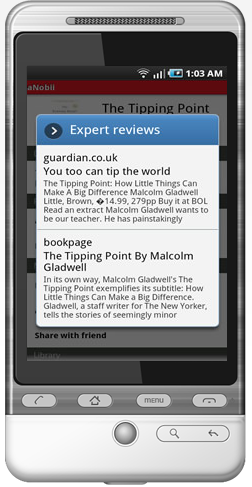 1:03 AM
aNobil
The Tipping Point
Expert reviews
guardian.co.uk
You too can tip the world
The Tipping Point: How Little Things Can
Make A Big Difference Malcolm Gladwell
Little, Brown, �14.99, 279pp Buy it at BOL
Read an extract Malcolm Gladwell wants to
be our teacher. He has painstakingly
bookpage
The Tipping Point By Malcolm
Gladwell
In its own way, Malcolm Gladwell's The
Tipping Point exemplifies its subtitle: How
Little Things Can Make a Big Difference.
Gladwell, a staff writer for The New Yorker,
tells the stories of seemingly minor
Share with friend
Library
MENU